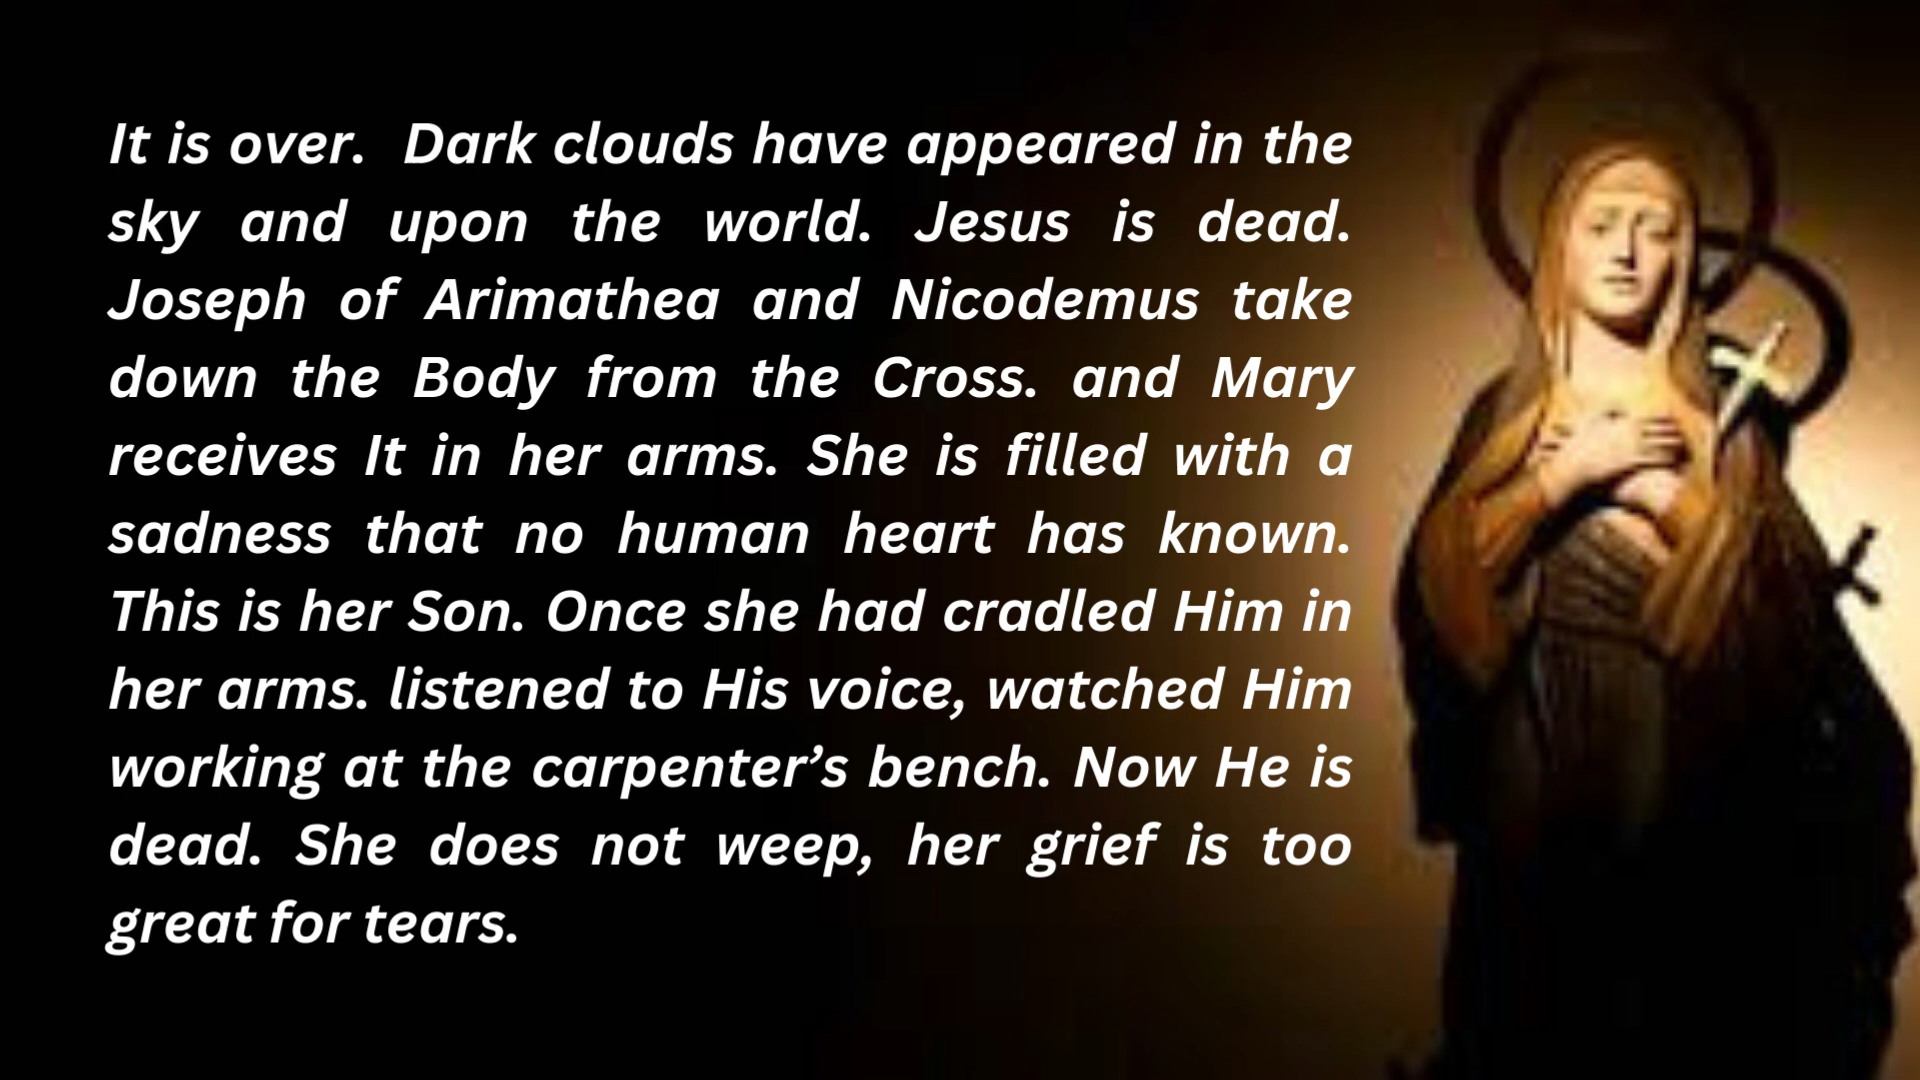 It is over.  Dark clouds have appeared in the
sky and upon the world. Jesus is dead.
Joseph of Arimathea and Nicodemus take
down the Body from the Cross. and Mary
receives It in her arms. She is filled with a
sadness that no human heart has known.
This is her Son. Once she had cradled Him in
her arms. listened to His voice, watched Him
working at the carpenter’s bench. Now He is
dead. She does not weep, her grief is too
great for tears.